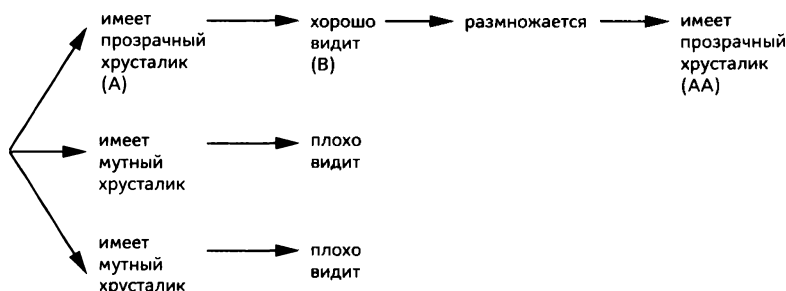 имеет
прозрачный
хрусталик
(А)
хорошо
видит
(В)
размножается
имеет
прозрачный
хрусталик
(АА)
имеет
мутный
хрусталик
плохо
видит
имеет
мутный
хрусталик
плохо
видит